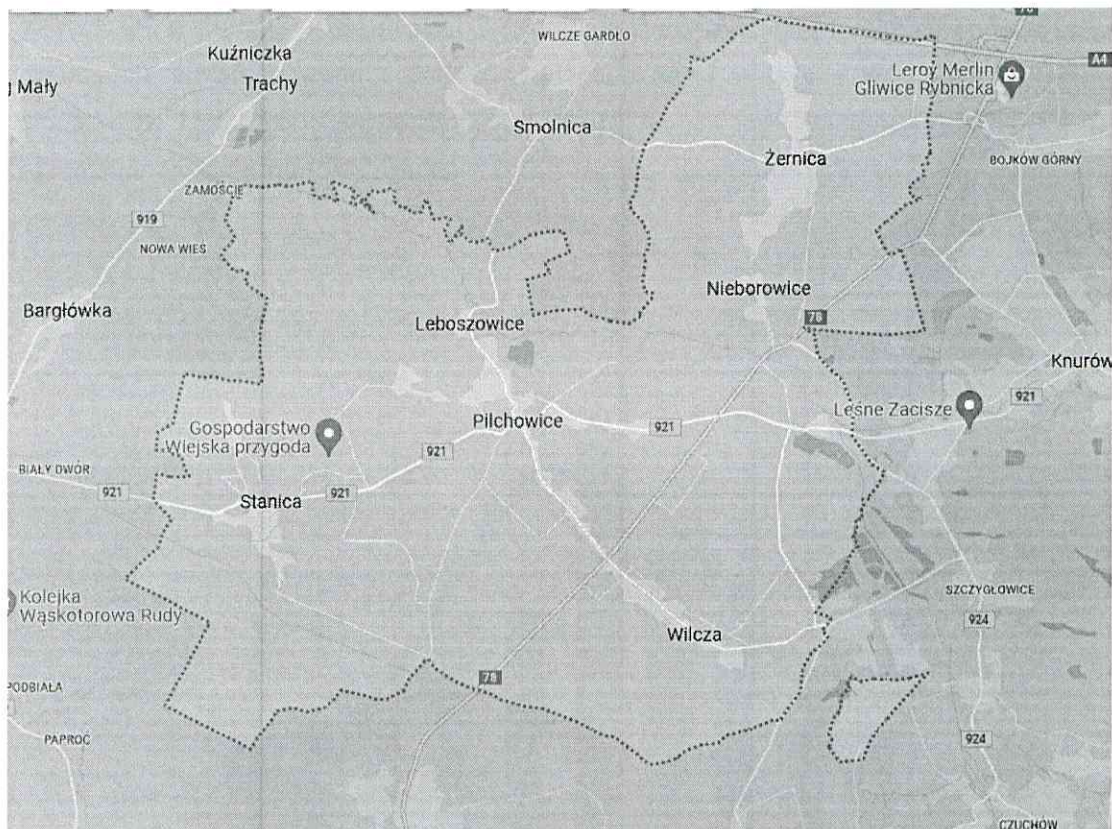 78
WILCZE GARDŁO
Kuźniczka
Trachy
A4
Leroy Merlin
Gliwice Rybnicka
g Mały
Smolnica
Żernica
BOJKÓW GÓRNY
ZAMOŚCIE
919
NOWA WIEŚ
Nieborowice
Bargłówka
Leboszowice
78
Knurów
921
Leśne Zacisze
Pilchowice
921
Gospodarstwo
Wiejska przygoda
921
BIAŁY DWÓR
921
Stanica
921
Kolejka
Wąskotorowa Rudy
SZCZYGŁOWICE
924
Wilcza
78
PODBIAŁA
PAPROC
924
CZUCHÓW